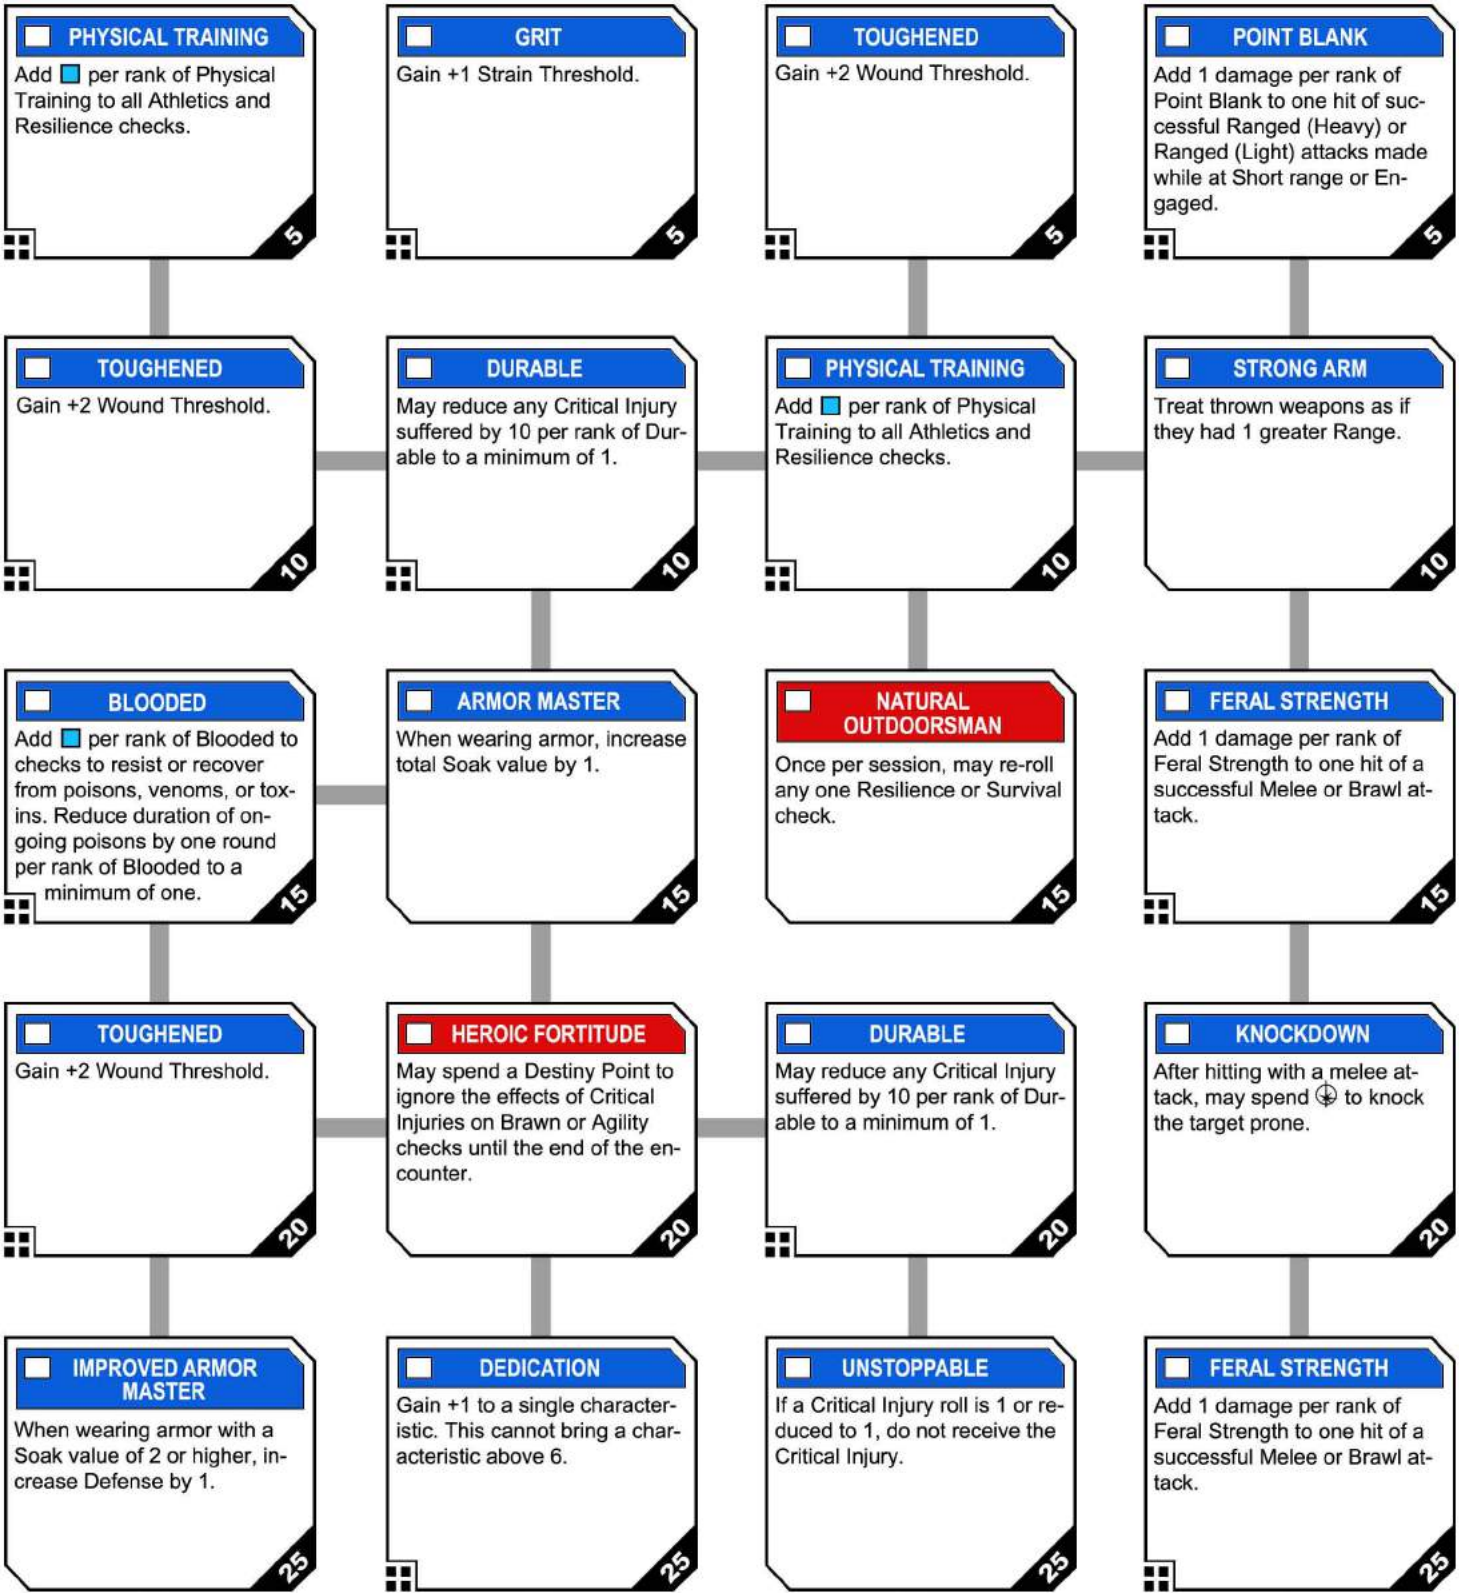 PHYSICAL TRAINING
Add per rank of Physical
Training to all Athletics and
Resilience checks.
5
GRIT
Gain +1 Strain Threshold.
5
TOUGHENED
Gain +2 Wound Threshold.
5
POINT BLANK
Add 1 damage per rank of
Point Blank to one hit of suc-
cessful Ranged (Heavy) or
Ranged (Light) attacks made
while at Short range or En-
gaged.
5
TOUGHENED
Gain +2 Wound Threshold.
10
DURABLE
May reduce any Critical Injury
suffered by 10 per rank of Dur-
able to a minimum of 1.
10
PHYSICAL TRAINING
Add per rank of Physical
Training to all Athletics and
Resilience checks.
10
STRONG ARM
Treat thrown weapons as if
they had 1 greater Range.
10
BLOODED
Add per rank of Blooded to
checks to resist or recover
from poisons, venoms, or tox-
ins. Reduce duration of on-
going poisons by one round
per rank of Blooded to a
minimum of one.
15
ARMOR MASTER
When wearing armor, increase
total Soak value by 1.
15
NATURAL
OUTDOORSMAN
Once per session, may re-roll
any one Resilience or Survival
check.
15
FERAL STRENGTH
Add 1 damage per rank of
Feral Strength to one hit of a
successful Melee or Brawl at-
tack.
15
TOUGHENED
Gain +2 Wound Threshold.
20
HEROIC FORTITUDE
May spend a Destiny Point to
ignore the effects of Critical
Injuries on Brawn or Agility
checks until the end of the en-
counter.
20
DURABLE
May reduce any Critical Injury
suffered by 10 per rank of Dur-
able to a minimum of 1.
20
KNOCKDOWN
After hitting with a melee at-
tack, may spend to knock
the target prone.
20
IMPROVED ARMOR
MASTER
When wearing armor with a
Soak value of 2 or higher, in-
crease Defense by 1.
25
DEDICATION
Gain +1 to a single character-
istic. This cannot bring a char-
acteristic above 6.
25
UNSTOPPABLE
If a Critical Injury roll is 1 or re-
duced to 1, do not receive the
Critical Injury.
25
FERAL STRENGTH
Add 1 damage per rank of
Feral Strength to one hit of a
successful Melee or Brawl at-
tack.
25